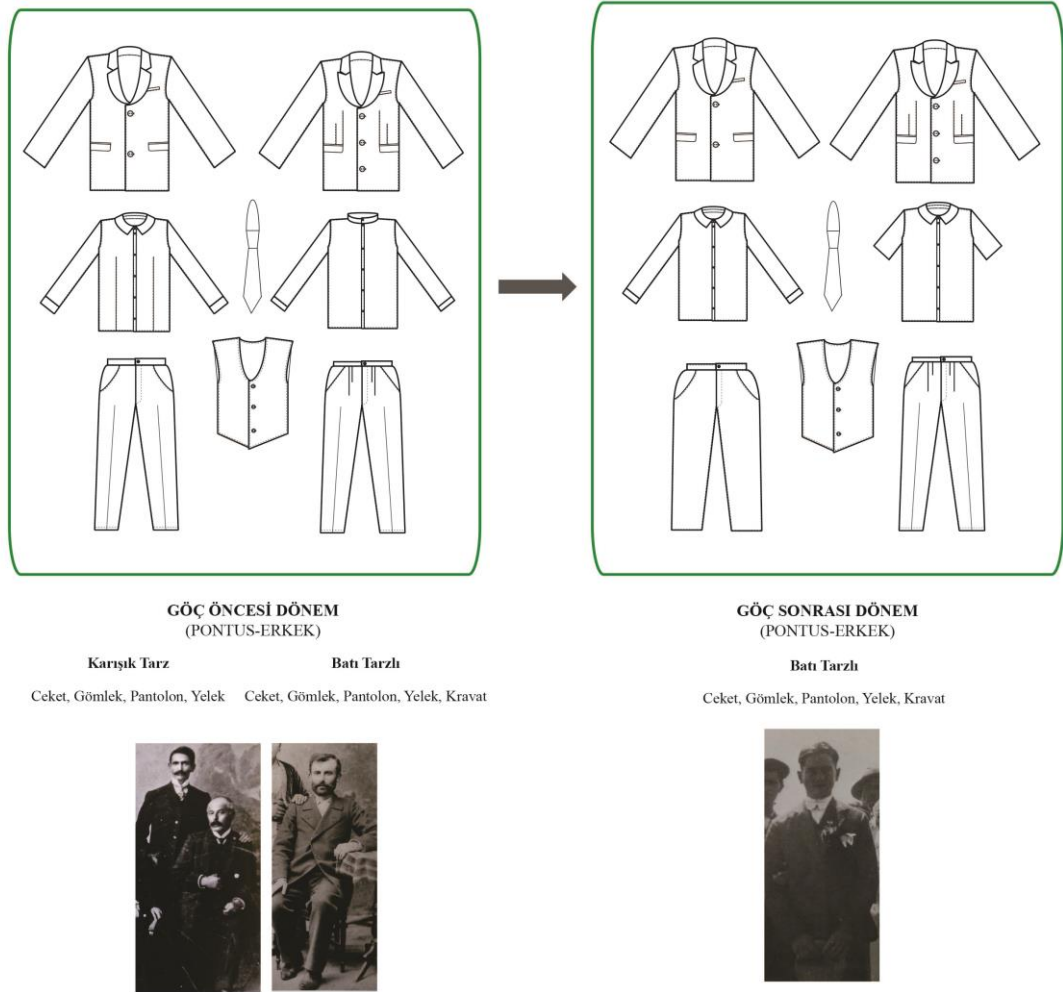 GÖÇ ÖNCESİ DÖNEM
(PONTUS-ERKEK)
Karışık Tarz
Ceket, Gömlek, Pantolon, Yelek
Batı Tarzlı
Ceket, Gömlek, Pantolon, Yelek, Kravat
GÖÇ SONRASI DÖNEM
(PONTUS-ERKEK)
Batı Tarzlı
Ceket, Gömlek, Pantolon, Yelek, Kravat